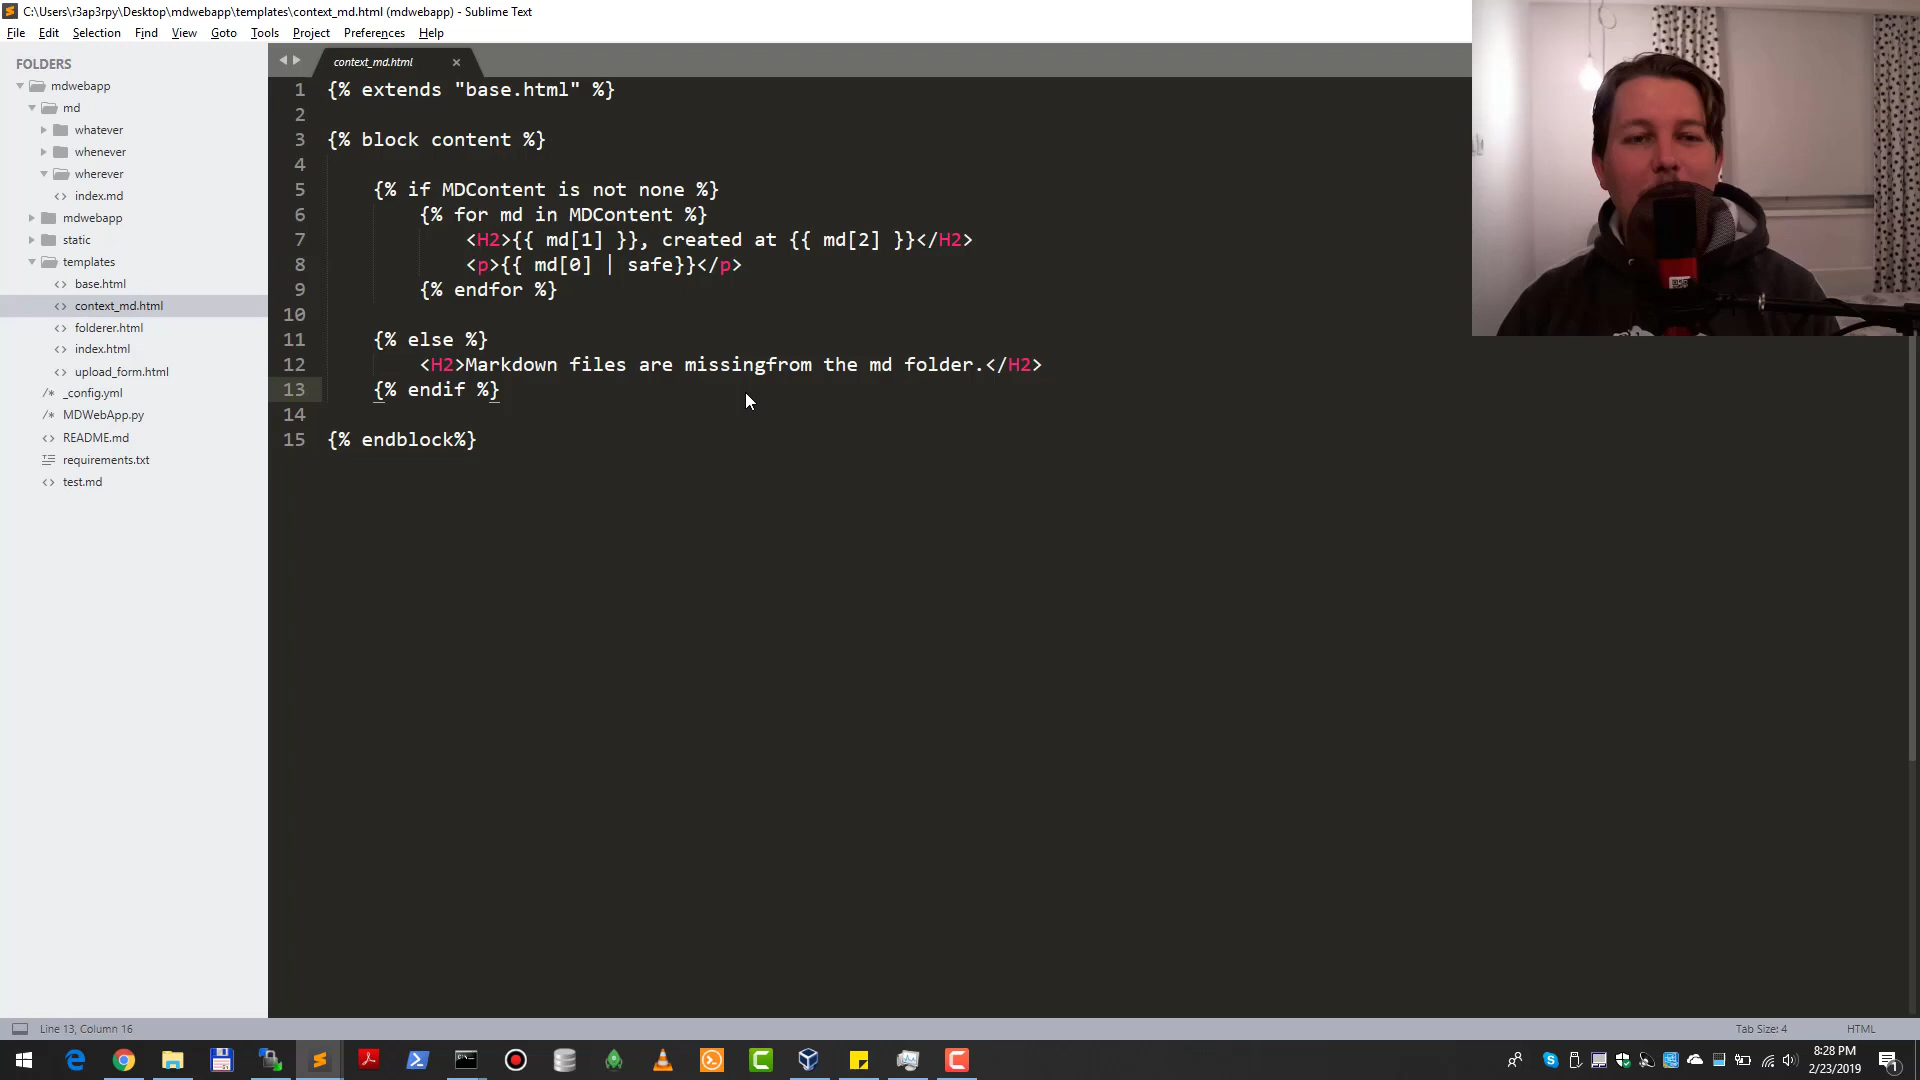 C:\Users\r3ap3rpy\Desktop\mdwebapp\templates\context_md.html (mdwebapp) - Sublime Text
File Edit Selection Find View Goto Tools Project Preferences Help
FOLDERS
mdwebapp
md
whatever
whenever
wherever
index.md
mdwebapp
static
templates
base.html
context_md.html
folderer.html
index.html
upload_form.html
_config.yml
MDWebApp.py
README.md
requirements.txt
test.md
context_md.html
1 {% extends "base.html" %}
2
3 {% block content %}
4
5 {% if MDContent is not none %}
6 {% for md in MDContent %}
7 <H2>{{ md[1] }}, created at {{ md[2] }}</H2>
8 <p>{{ md[0] | safe}}</p>
9 {% endfor %}
10
11 {% else %}
12 <H2>Markdown files are missingfrom the md folder.</H2>
13 {% endif %}
14
15 {% endblock%}
Line 13, Column 16
Tab Size: 4
HTML
8:28 PM
2/23/2019
1